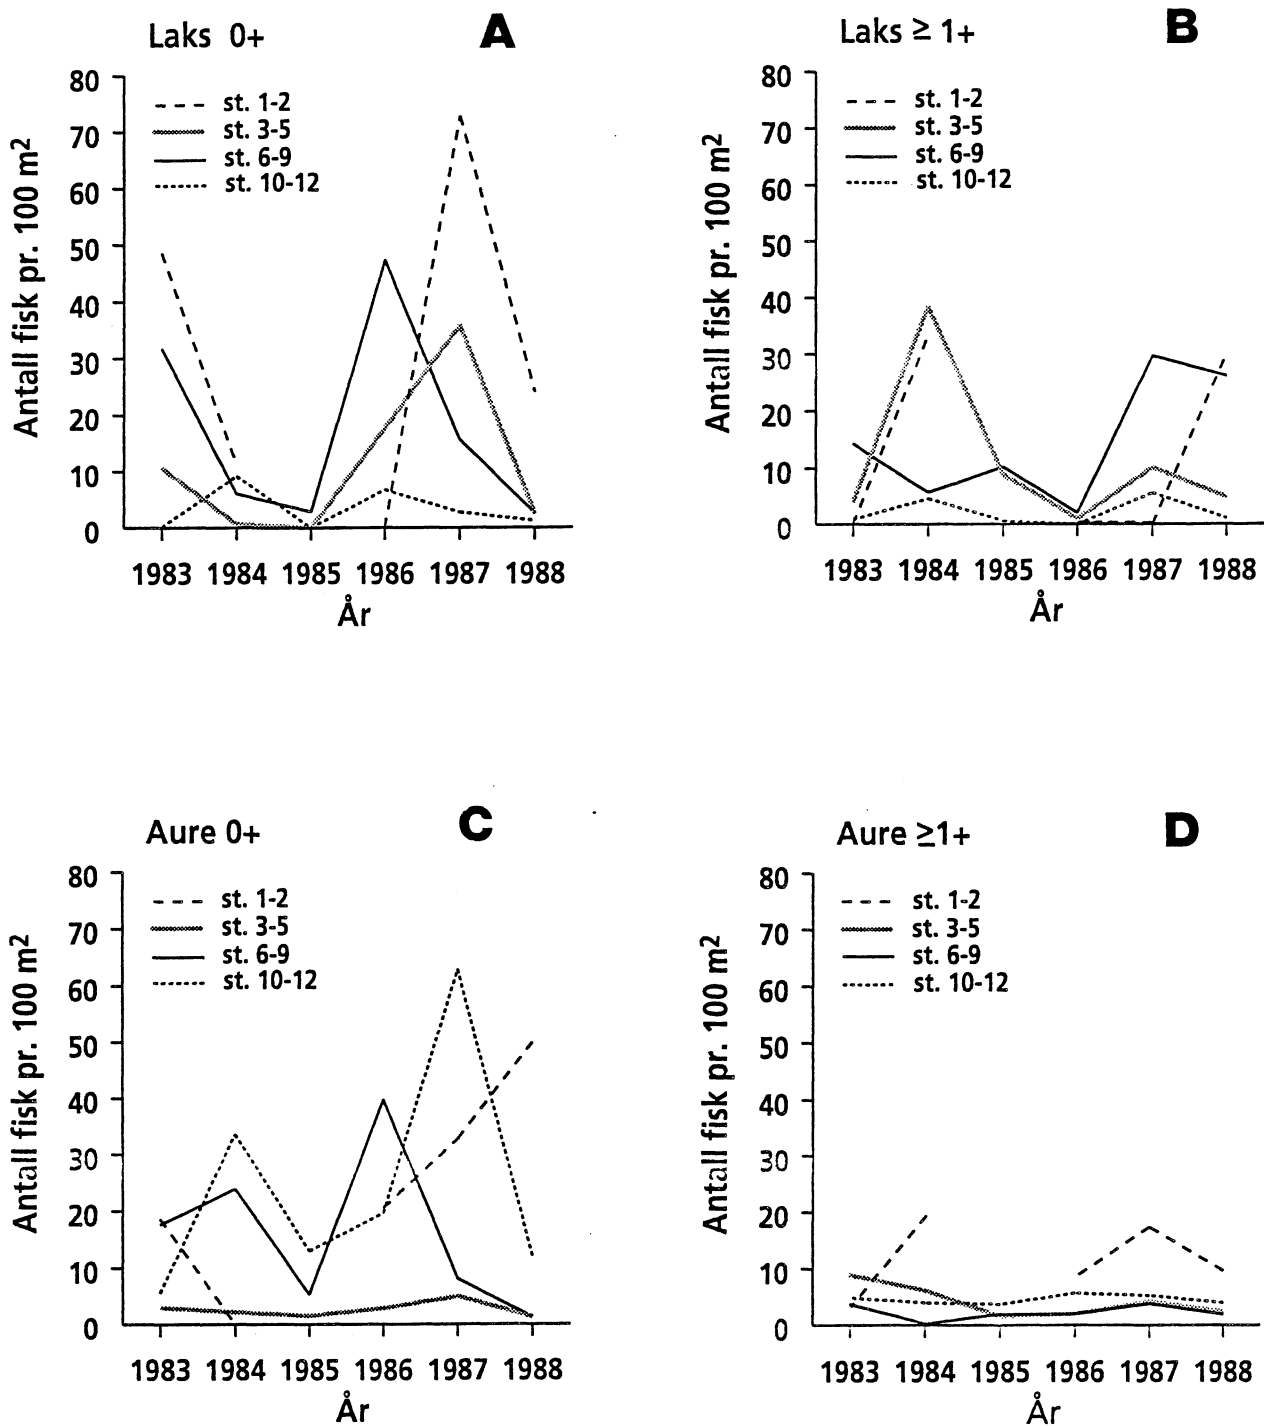 Laks 0+
A
80
70
60
50
40
30
20
10
0
Antall fisk pr. 100 m²
st. 1-2
st. 3-5
st. 6-9
st. 10-12
1983 1984 1985 1986 1987 1988
År
Laks ≥ 1+
B
80
70
60
50
40
30
20
10
0
Antall fisk pr. 100 m²
st. 1-2
st. 3-5
st. 6-9
st. 10-12
1983 1984 1985 1986 1987 1988
År
Aure 0+
C
80
70
60
50
40
30
20
10
0
Antall fisk pr. 100 m²
st. 1-2
st. 3-5
st. 6-9
st. 10-12
1983 1984 1985 1986 1987 1988
År
Aure ≥1+
D
80
70
60
50
40
30
20
10
0
Antall fisk pr. 100 m²
st. 1-2
st. 3-5
st. 6-9
st. 10-12
1983 1984 1985 1986 1987 1988
År